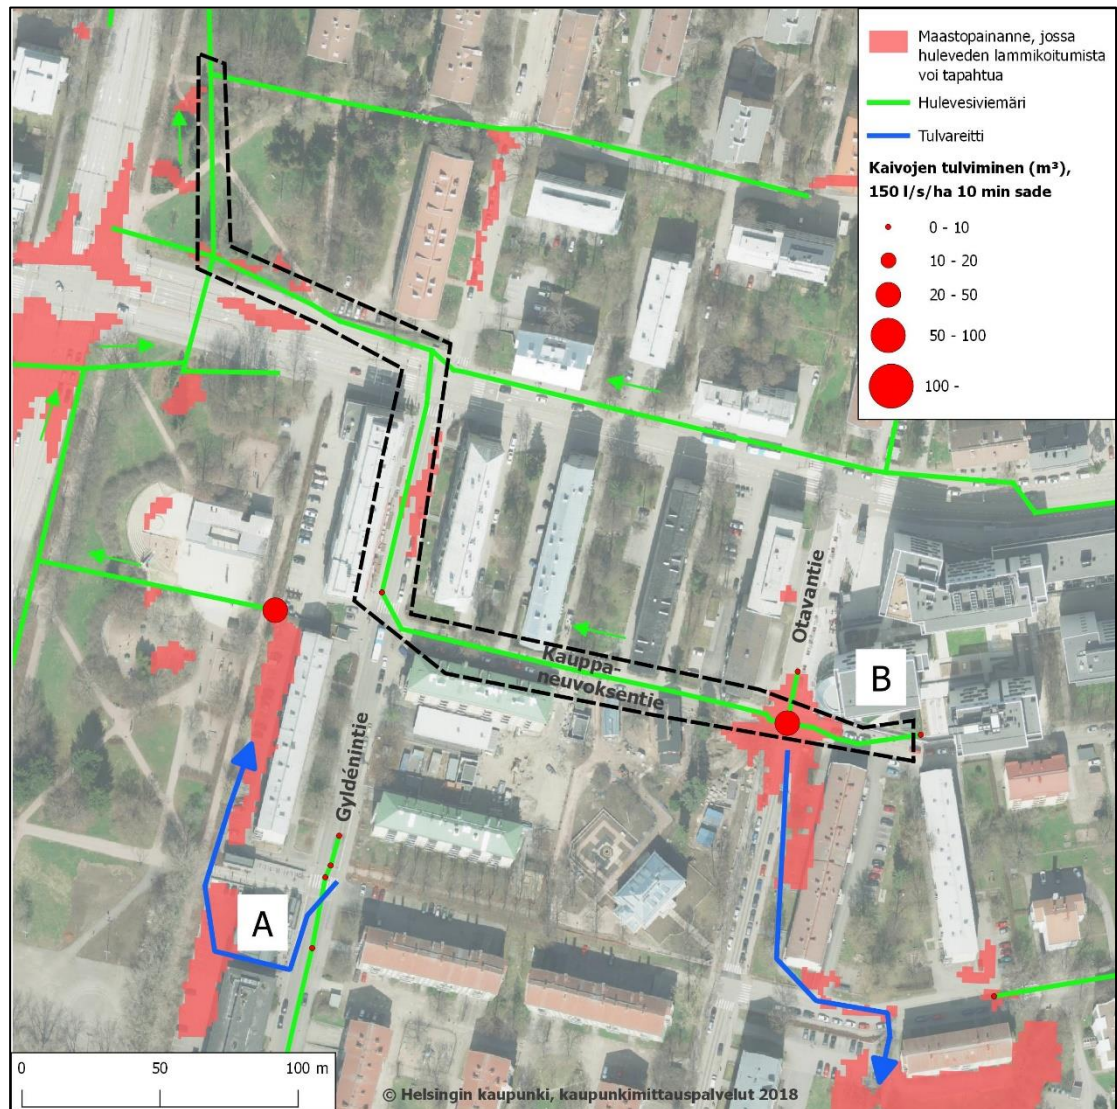 Maastopainanne, jossa
huleveden lammikoitumista
voi tapahtua
Hulevesiviemäri
Tulvareitti
Kaivojen tulviminen (m³),
150 l/s/ha 10 min sade
0 - 10
10 - 20
20 - 50
50 - 100
100 -
Otavantie
B
Kauppa-
neuvoksentie
Gyldénintie
A
0 50 100 m
© Helsingin kaupunki, kaupunkimittauspalvelut 2018